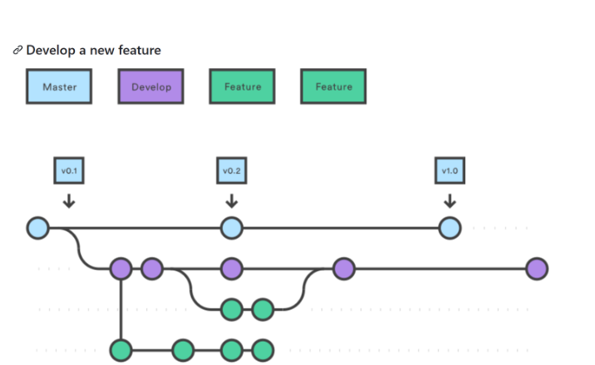 Develop a new feature
Master
Develop
Feature
Feature
v0.1
v0.2
v1.0